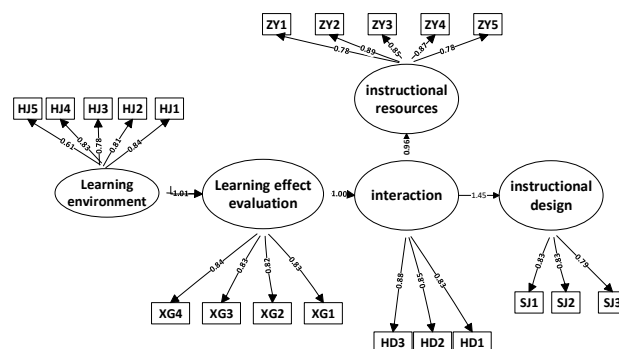 ZY1 ZY2 ZY3 ZY4 ZY5
0.78 0.89 0.85 0.87 0.78
instructional
resources
HJ5 HJ4 HJ3 HJ2 HJ1
0.61 0.83 0.78 0.81 0.84
0.96
Learning
environment
1.01
Learning effect
evaluation
1.00
interaction
1.45
instructional
design
0.84 0.83 0.82 0.83
0.88 0.85 0.83
0.83 0.83 0.79
XG4 XG3 XG2 XG1
SJ1 SJ2 SJ3
HD3 HD2 HD1